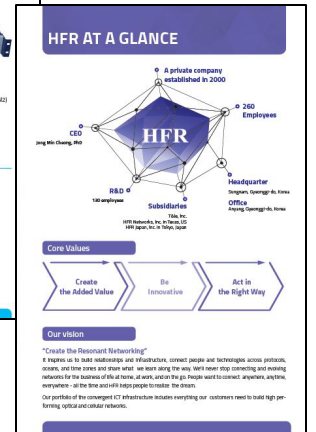 HFR AT A GLANCE
A private company
established in 2000
260
Employees
CEO
Jong Min Cheong, PhD
HFR
Headquarter
Sungnam, Gyeonggi-do, Korea
Office
Anyang, Gyeonggi-do, Korea
R&D
130 employees
Subsidiaries
HFR Networks, Inc. in Texas, US
HFR Japan, Inc. in Tokyo, Japan
Core Values
Create
the Added Value
Be
Innovative
Act in
the Right Way
Our vision
"Create the Resonant Networking"
It inspires us to build relationships and infrastructure, connect people and technologies across protocols,
oceans, and time zones and share what we learn along the way. We'll never stop connecting and evolving
networks for the business of life at home, at work, and on the go. People want to connect anywhere, anytime,
everywhere - all the time and HFR helps people to realize the dream.
Our portfolio of the convergent ICT Infrastructure includes everything our customers need to build high per-
forming optical and cellular networks.